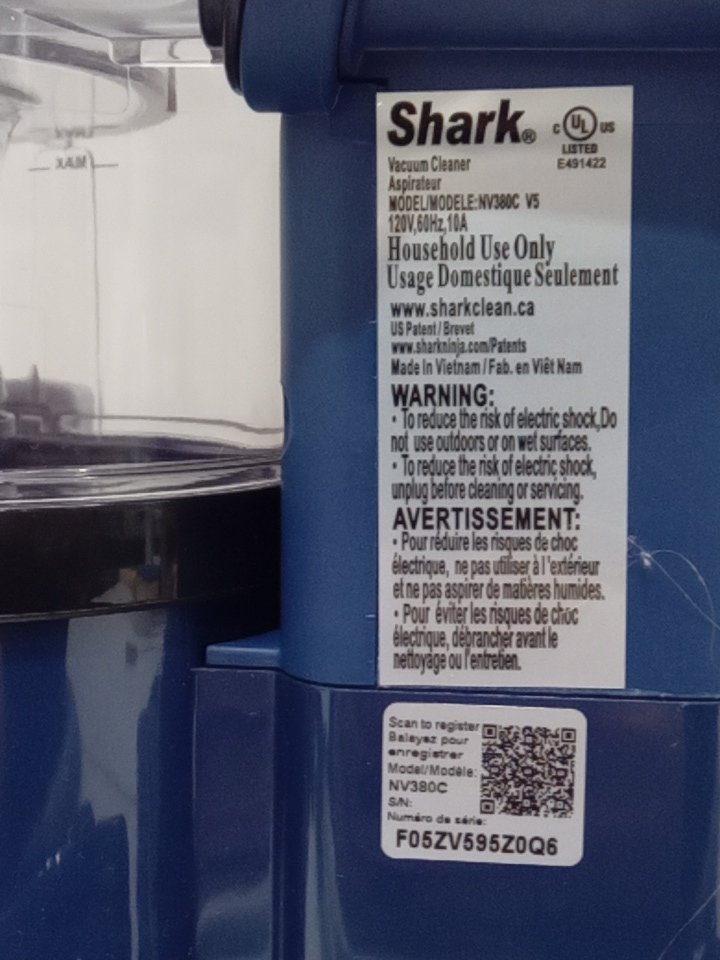 MAX
Shark®
C UL US
LISTED
E491422
Vacuum Cleaner
Aspirateur
MODEL/MODELE:NV380C V5
120V,60Hz,10A
Household Use Only
Usage Domestique Seulement
www.sharkclean.ca
US Patent/Brevet
www.sharkninja.com/Patents
Made In Vietnam/Fab. en Viêt Nam
WARNING:
• To reduce the risk of electric shock,Do
not use outdoors or on wet surfaces.
• To reduce the risk of electric shock,
unplug before cleaning or servicing.
AVERTISSEMENT:
• Pour réduire les risques de choc
électrique, ne pas utiliser à l'extérieur
et ne pas aspirer de matières humides.
• Pour éviter les risques de choc
électrique, débrancher avant le
nettoyage ou l'entretien.
Scan to register
Balayez pour
enregistrer
Model/Modèle:
NV380C
S/N:
Numéro de série:
F05ZV595Z0Q6